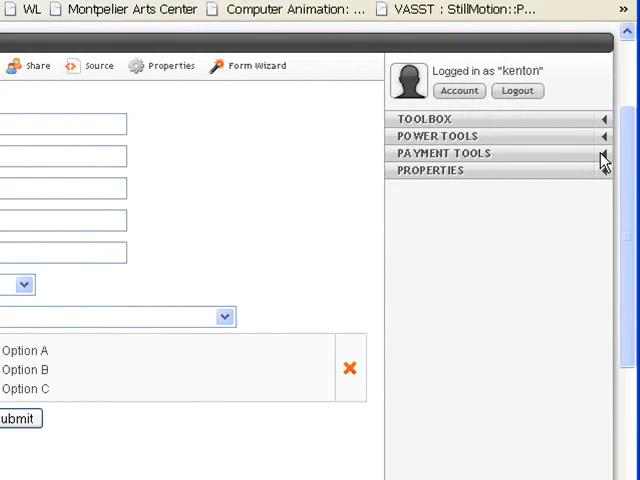 WL Montpelier Arts Center Computer Animation: ... VASST : StillMotion::P... »
Share Source Properties Form Wizard
Logged in as "kenton"
Account Logout
TOOLBOX
POWER TOOLS
PAYMENT TOOLS
PROPERTIES
Option A
Option B
Option C
ubmit